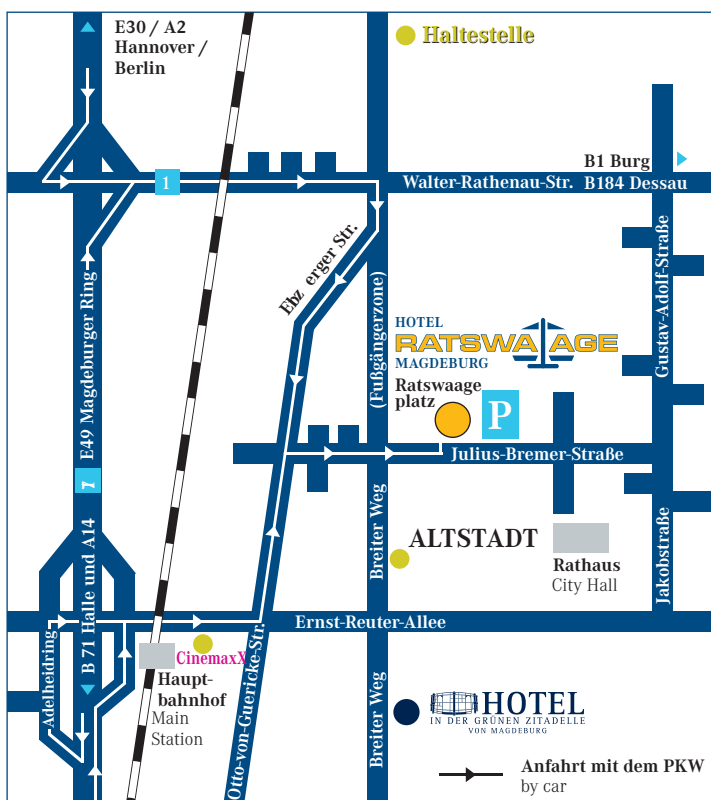 E30 / A2
Hannover /
Berlin
Haltestelle
B1 Burg
1
Walter-Rathenau-Str.
B184 Dessau
Ebz erger Str.
(Fußgängerzone)
Gustav-Adolf-Straße
E49 Magdeburger Ring
HOTEL
RATSWAAGE
MAGDEBURG
Ratswaage
platz
P
Julius-Bremer-Straße
7
Breiter Weg
ALTSTADT
Rathaus
City Hall
Jakobstraße
B 71 Halle und A14
Ernst-Reuter-Allee
Adelheidring
CinemaxX
Haupt-
bahnhof
Main
Station
Otto-von-Guericke-Str.
Breiter Weg
HOTEL
IN DER GRÜNEN ZITADELLE
VON MAGDEBURG
Anfahrt mit dem PKW
by car